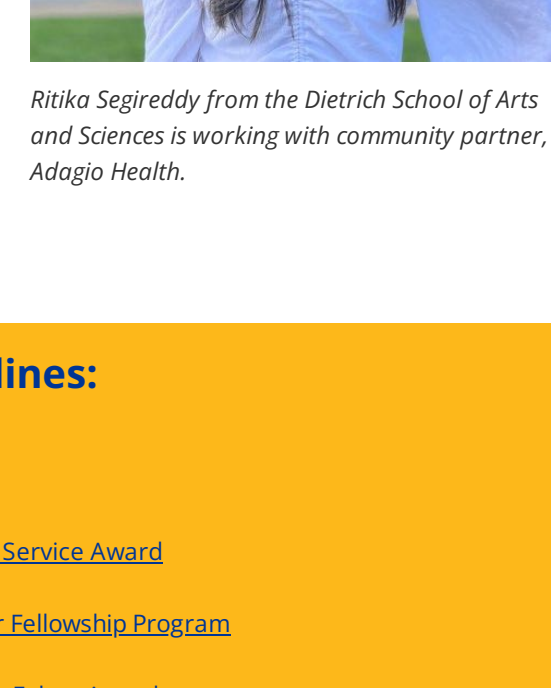 Ritika Segireddy from the Dietrich School of Arts
and Sciences is working with community partner,
Adagio Health.
lines:
Service Award
Fellowship Program